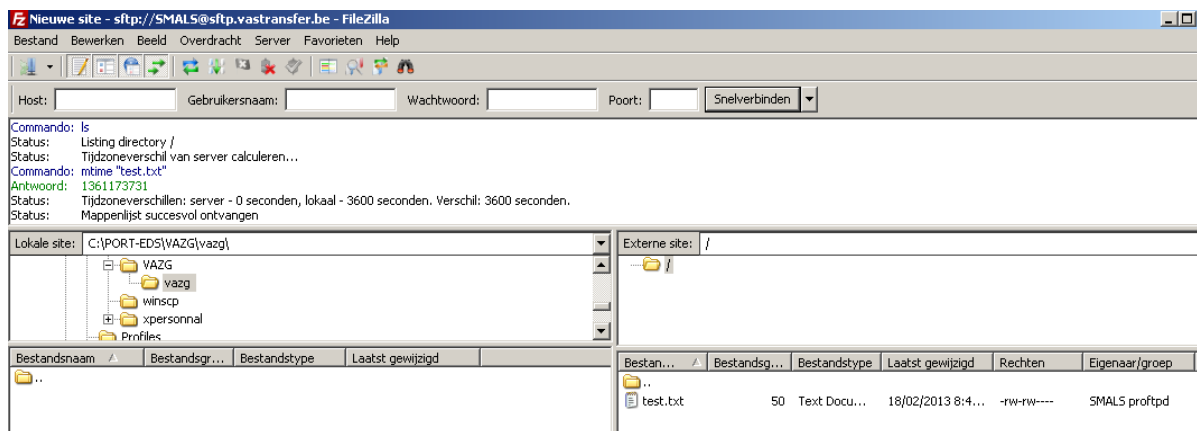 Nieuwe site - sftp://SMALS@sftp.vastransfer.be - FileZilla
Bestand Bewerken Beeld Overdracht Server Favorieten Help
Host: Gebruikersnaam: Wachtwoord: Poort: Snelverbinden
Commando: ls
Status: Listing directory /
Status: Tijdzoneverschil van server calculeren...
Commando: mtime "test.txt"
Antwoord: 1361173731
Status: Tijdzoneverschillen: server - 0 seconden, lokaal - 3600 seconden. Verschil: 3600 seconden.
Status: Mappenlijst succesvol ontvangen
Lokale site: C:\PORT-EDS\VAZG\vazg\
VAZG
vazg
winscp
xpersonnal
Profiles
Bestandsnaam Bestandsgr... Bestandstype Laatst gewijzigd
..
Externe site: /
/
Bestan... Bestandsg... Bestandstype Laatst gewijzigd Rechten Eigenaar/groep
..
test.txt 50 Text Docu... 18/02/2013 8:4... -rw-rw---- SMALS proftpd